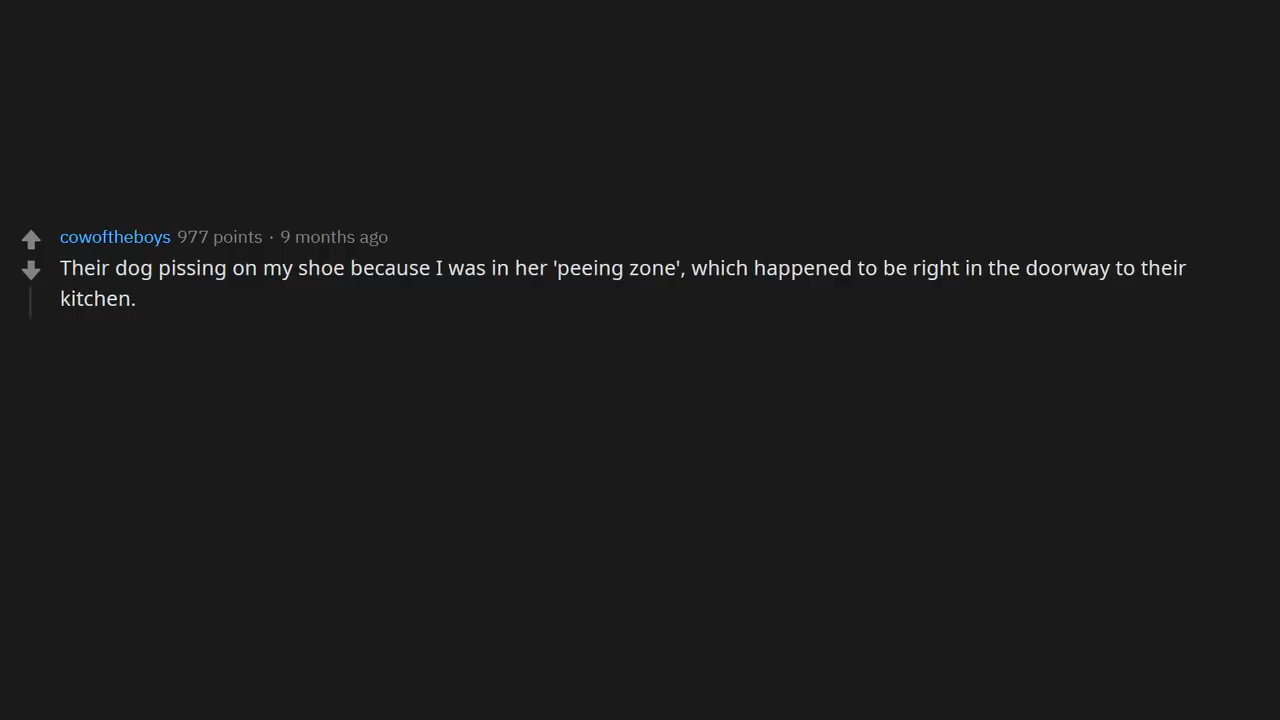 cowoftheboys 977 points · 9 months ago
Their dog pissing on my shoe because I was in her 'peeing zone', which happened to be right in the doorway to their
kitchen.